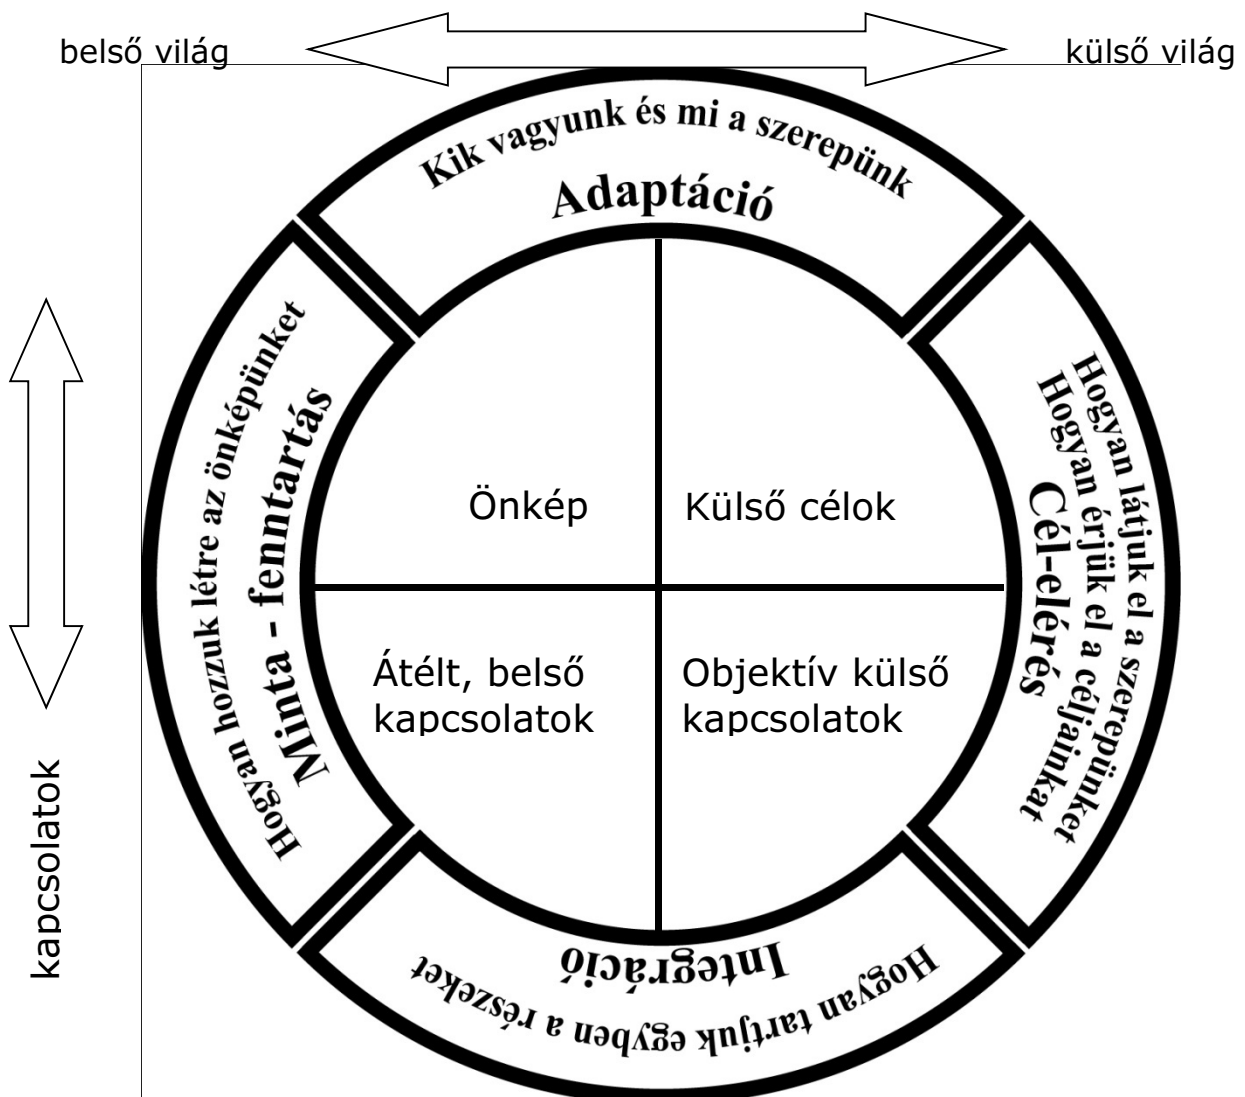 belső világ
külső világ
Kik vagyunk és mi a szerepünk
Adaptáció
Hogyan hozzuk létre az önképünket
Minta - fenntartás
Hogyan látjuk el a szerepünket
Hogyan érjük el a céljainkat
Cél-elérés
Önkép
Külső célok
Átélt, belső
kapcsolatok
Objektív külső
kapcsolatok
kapcsolatok
Integráció
Hogyan tartjuk egyben a részeket